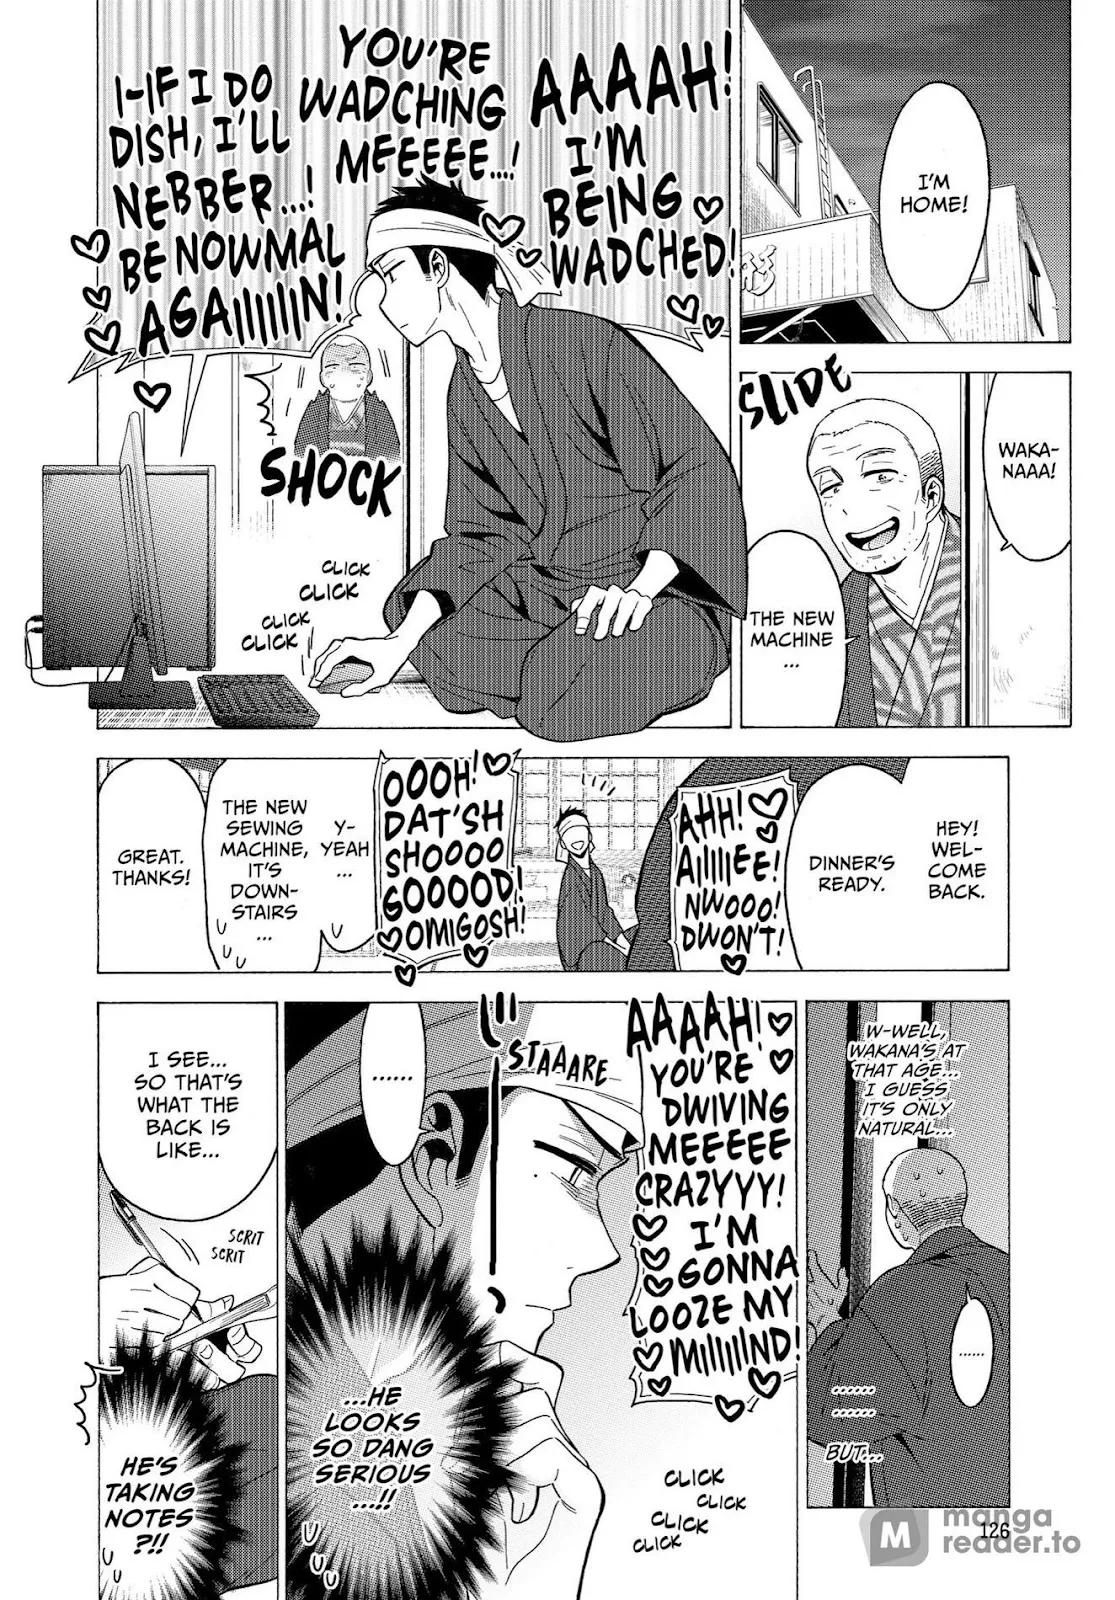 I'M
HOME!
WAKA-
NAAA!
SLIDE
THE NEW
MACHINE
...
AAAAH!
I'M
BEING
WADCHED!
YOU'RE
WADCHING
MEEEEE...!
I-IF I DO
DISH, I'LL
NEBBER...!
BE NOWMAL
AGAIIIIIIN!
SHOCK
CLICK
CLICK
CLICK
CLICK
HEY!
WEL-
COME
BACK.
DINNER'S
READY.
AHH!
AIIIIIEE!
NWOOO!
DWON'T!
OOOH!
DAT'SH
SHOOOO
GOOOOD!
OMIGOSH!
Y-
YEAH
...
THE NEW
SEWING
MACHINE,
IT'S
DOWN-
STAIRS
...
GREAT.
THANKS!
W-WELL,
WAKANA'S AT
THAT AGE...
I GUESS
IT'S ONLY
NATURAL...
......
......
......
BUT...
AAAAH!
YOU'RE
DWIVING
MEEEEE
CRAZYYY!
I'M
GONNA
LOOZE MY
MIIIIIIND!
STAAARE
......
...HE
LOOKS
SO DANG
SERIOUS
...!!
CLICK
CLICK
CLICK
CLICK
I SEE...
SO THAT'S
WHAT THE
BACK IS
LIKE...
SCRIT
SCRIT
HE'S
TAKING
NOTES
?!!
126
M
manga
reader.to